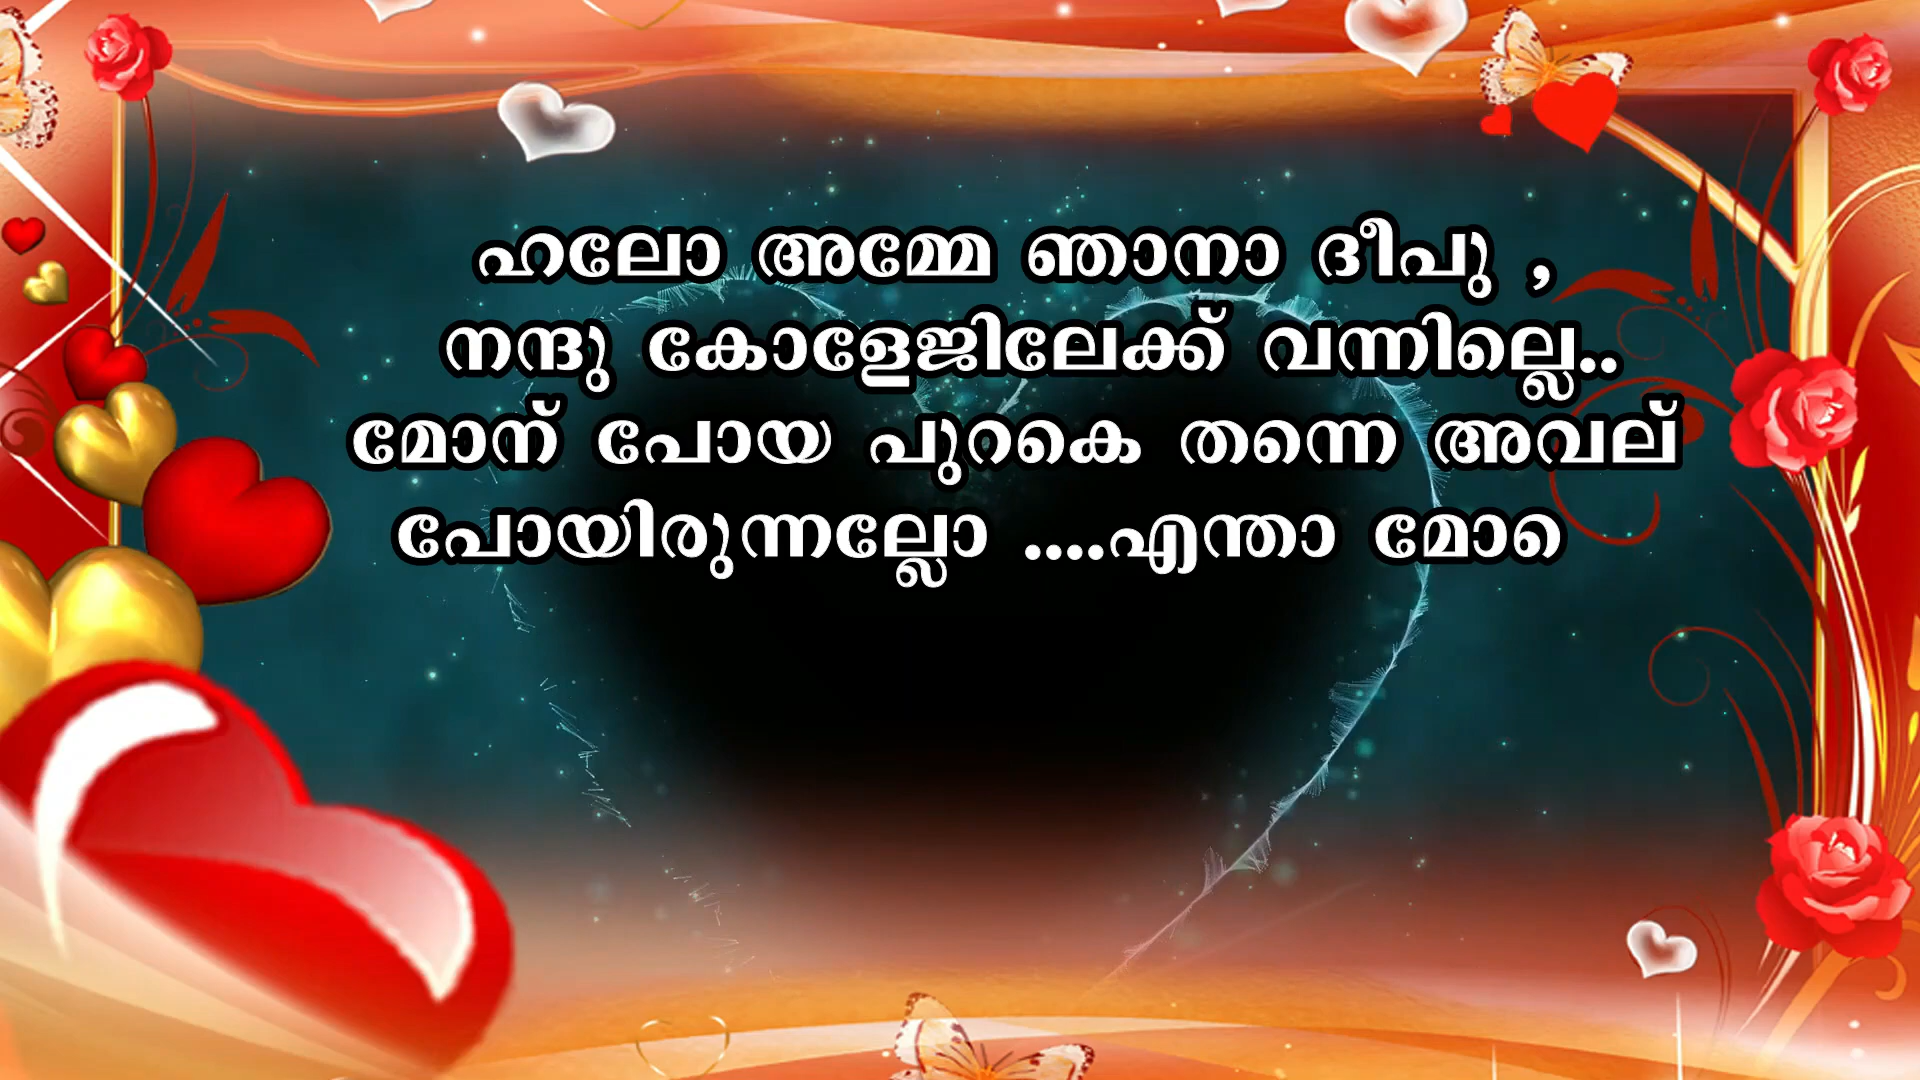 ഹലോ അമ്മേ ഞാനാ ദീപു ,
നന്ദു കോളേജിലേക്ക് വന്നില്ലെ..
മോന് പോയ പുറകെ തന്നെ അവല്
പോയിരുന്നല്ലോ ....എന്താ മോെ